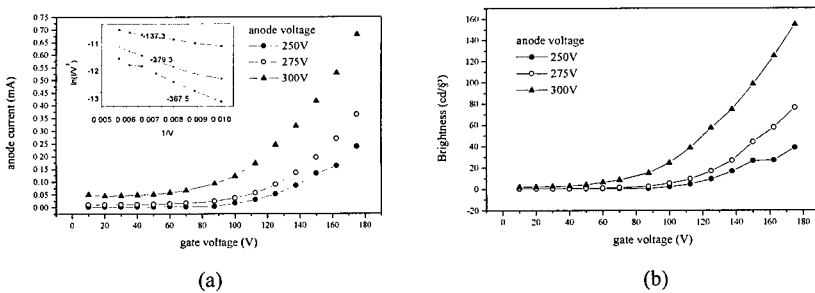 0.75
0.70
0.65
0.60
0.55
0.50
0.45
0.40
0.35
0.30
0.25
0.20
0.15
0.10
0.05
0.00
anode current (mA)
0 20 40 60 80 100 120 140 160 180
gate voltage (V)
-11
-12
-13
ln(I/V²)
-137.3
-279.3
-367.5
0 005 0 006 0 007 0 008 0 009 0 010
1/V
anode voltage
250V
275V
300V
(a)
160
140
120
100
80
60
40
20
0
-20
Brightness (cd/§³)
0 20 40 60 80 100 120 140 160 180
gate voltage (V)
anode voltage
250V
275V
300V
(b)